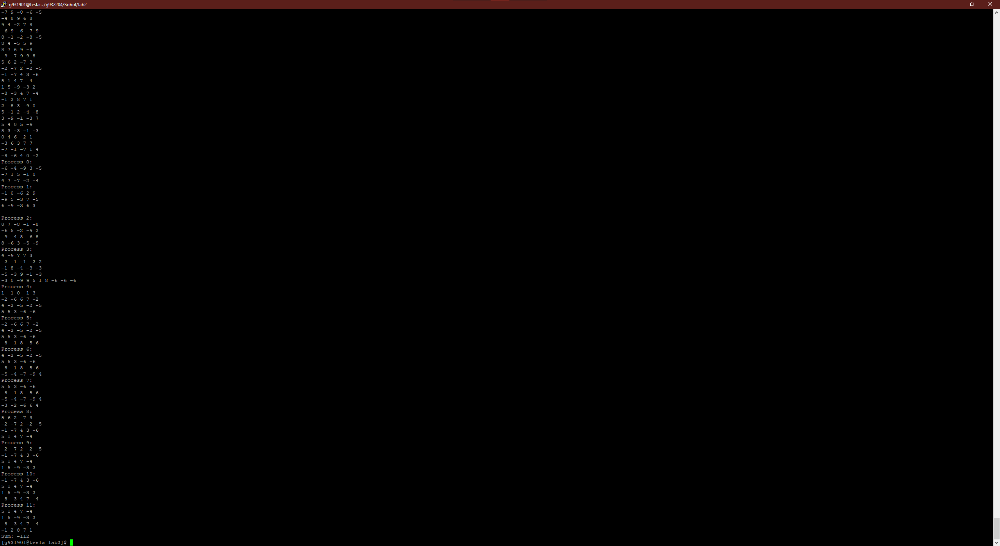 g931901@tesla:~/g932204/Sobol/lab2
-7 9 -8 -6 -5
-4 8 9 6 8
9 4 -2 7 8
-6 9 -6 -7 9
8 -1 -2 -8 -5
8 4 -5 5 9
8 7 6 9 -8
-9 -7 9 9 8
5 6 2 -7 3
-2 -7 2 -2 -5
-1 -7 4 3 -6
5 1 4 7 -4
1 5 -9 -3 2
-8 -3 4 7 -4
-1 2 8 7 1
2 -8 3 -9 0
5 -1 2 -4 -8
3 -9 -1 -3 7
5 4 0 5 -9
8 3 -3 -1 -3
0 4 6 -2 1
-3 6 3 7 7
-7 -1 -7 1 4
-8 -6 4 0 -2
Process 0:
-6 -4 -9 3 -5
-7 1 5 -1 0
4 7 -7 -2 -4
Process 1:
-1 0 -6 2 9
-9 5 -3 7 -5
6 -9 -3 6 3
Process 2:
0 7 -8 -1 -8
-6 5 -2 -9 2
-9 -4 8 -6 8
8 -6 3 -5 -9
Process 3:
4 -9 7 7 3
-2 -1 -1 -2 2
-1 8 -4 -3 -3
-5 -3 9 -1 -3
-3 0 -9 9 5 1 8 -6 -6 -6
Process 4:
1 -1 0 -1 3
-2 -6 6 7 -2
4 -2 -5 -2 -5
5 5 3 -6 -6
Process 5:
-2 -6 6 7 -2
4 -2 -5 -2 -5
5 5 3 -6 -6
-8 -1 8 -5 6
Process 6:
4 -2 -5 -2 -5
5 5 3 -6 -6
-8 -1 8 -5 6
-5 -4 -7 -9 4
Process 7:
5 5 3 -6 -6
-8 -1 8 -5 6
-5 -4 -7 -9 4
-3 -2 -6 6 4
Process 8:
5 6 2 -7 3
-2 -7 2 -2 -5
-1 -7 4 3 -6
5 1 4 7 -4
Process 9:
-2 -7 2 -2 -5
-1 -7 4 3 -6
5 1 4 7 -4
1 5 -9 -3 2
Process 10:
-1 -7 4 3 -6
5 1 4 7 -4
1 5 -9 -3 2
-8 -3 4 7 -4
Process 11:
5 1 4 7 -4
1 5 -9 -3 2
-8 -3 4 7 -4
-1 2 8 7 1
Sum: -112
[g931901@tesla lab2]$